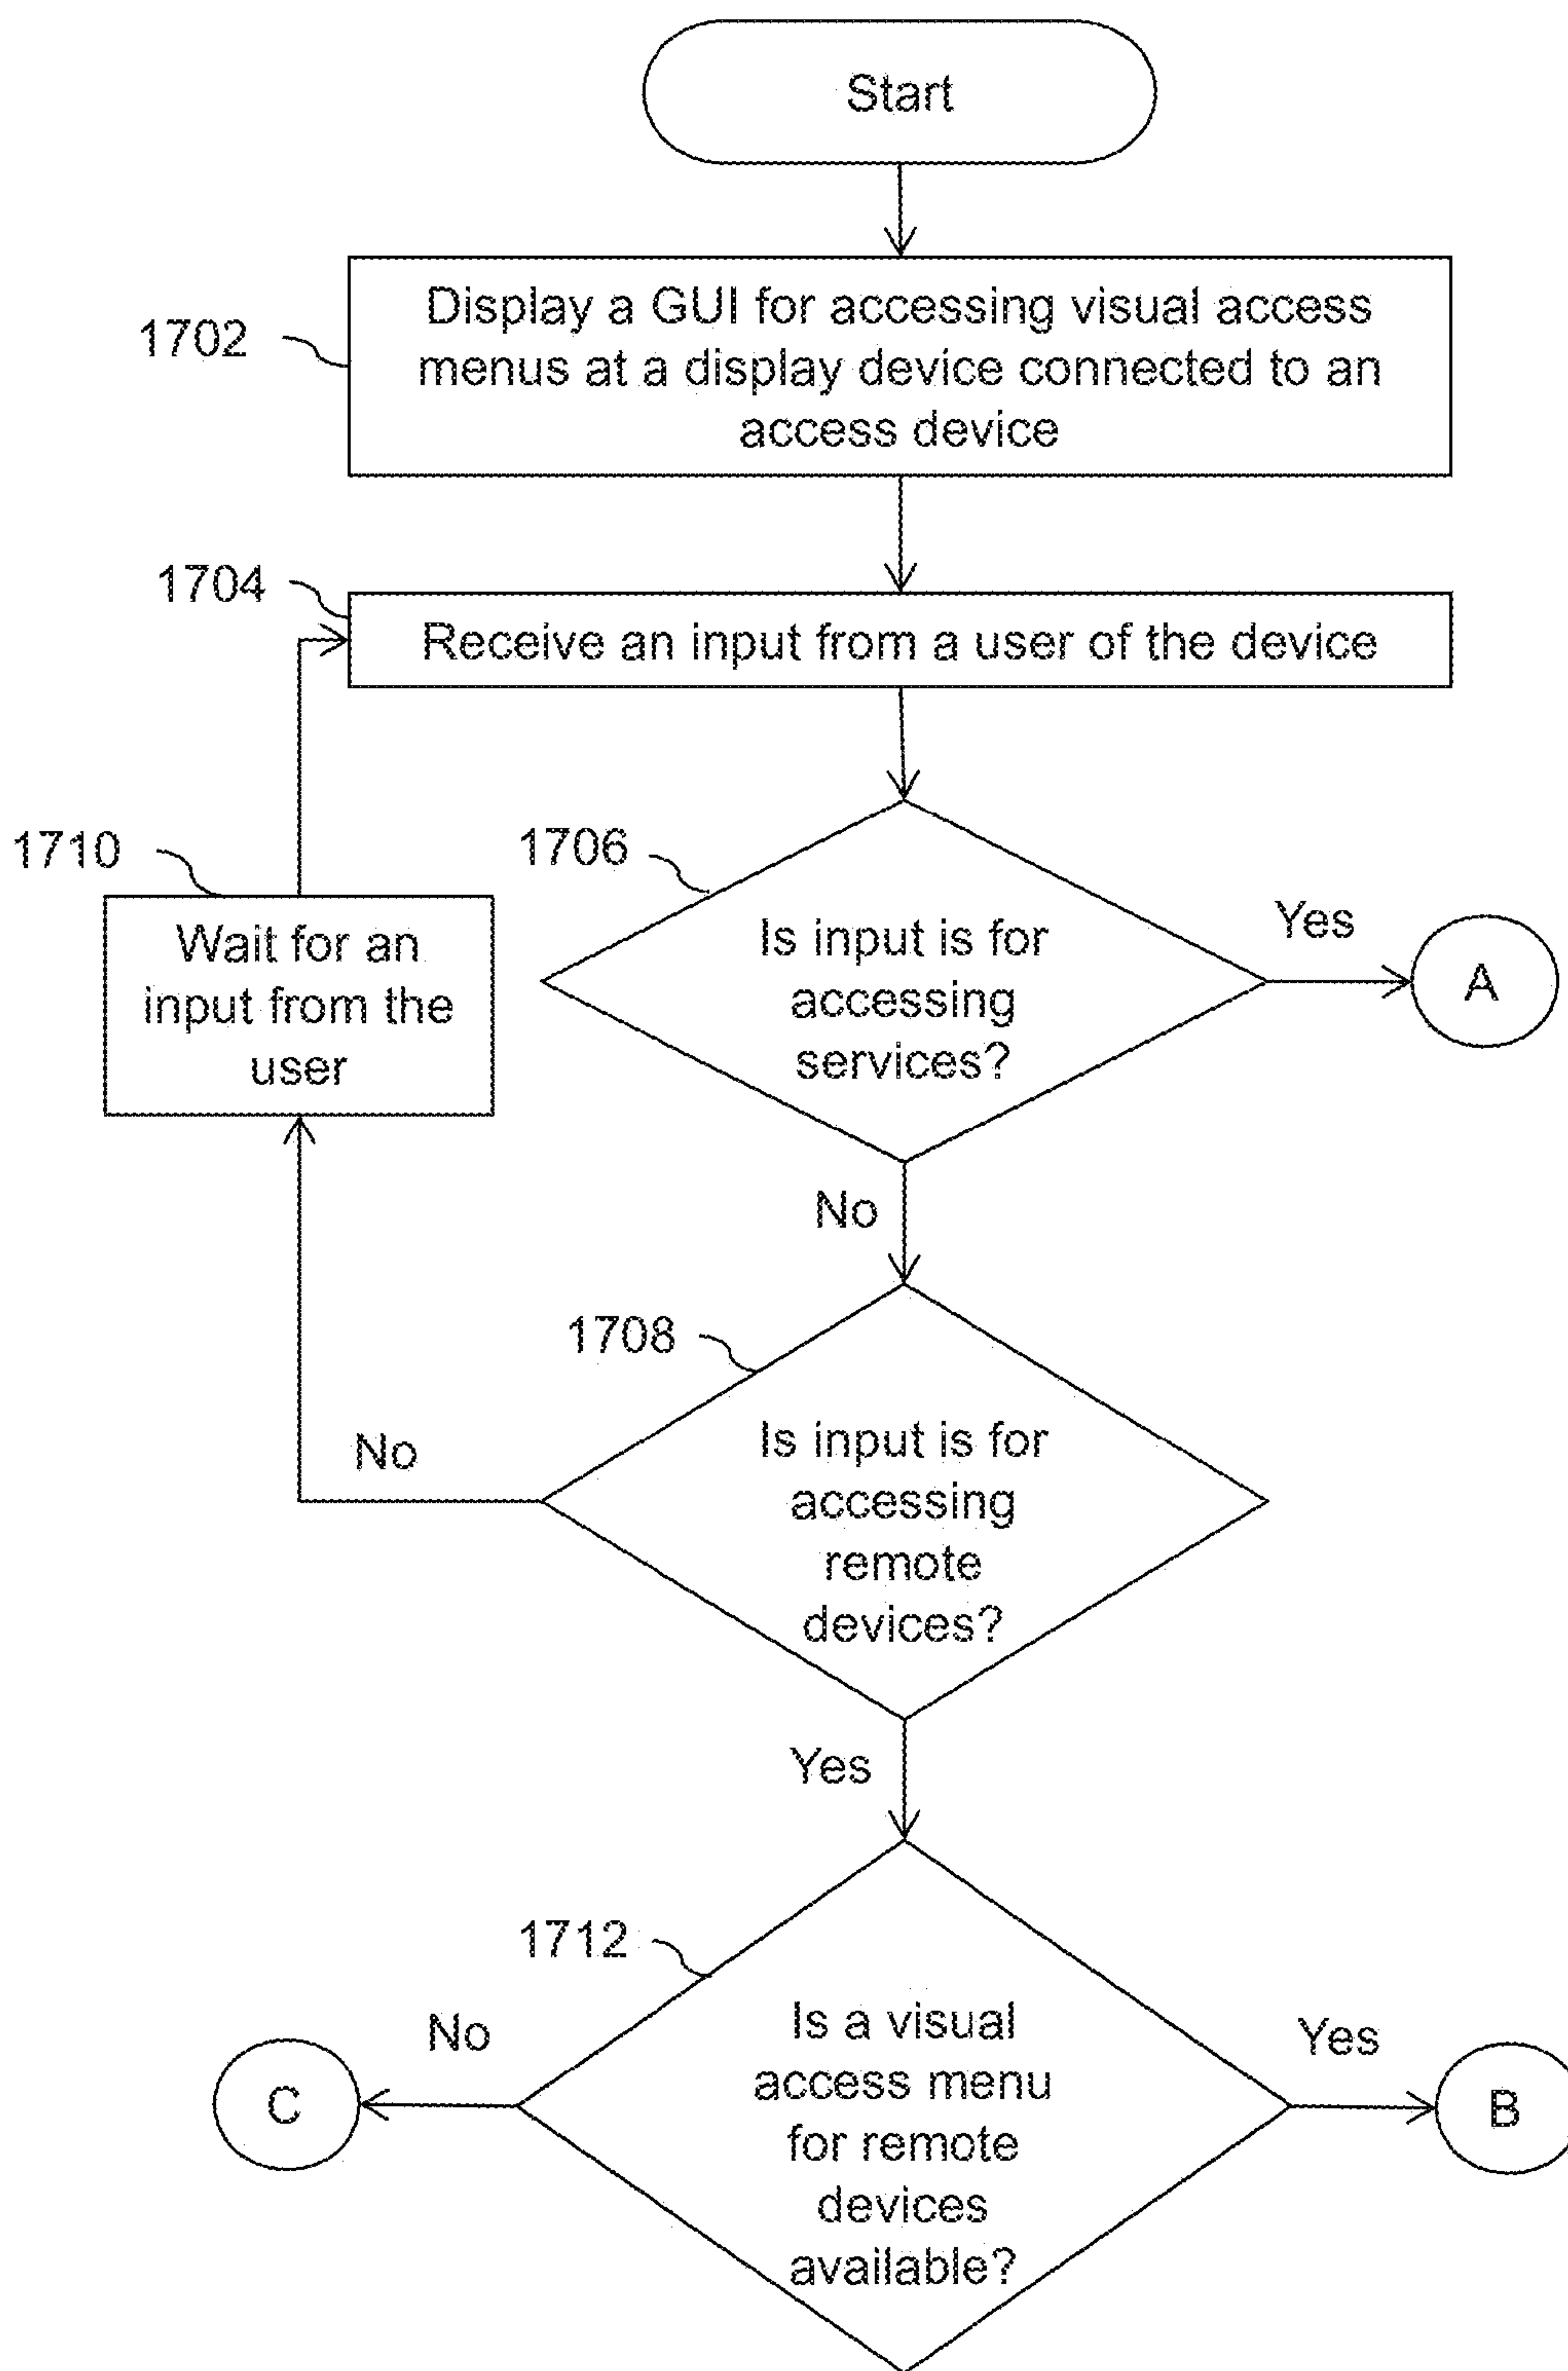 Start
1702
Display a GUI for accessing visual access
menus at a display device connected to an
access device
1704
Receive an input from a user of the device
1710
Wait for an
input from the
user
1706
Is input is for
accessing
services?
Yes
A
No
1708
Is input is for
accessing
remote
devices?
No
Yes
1712
Is a visual
access menu
for remote
devices
available?
No
C
Yes
B